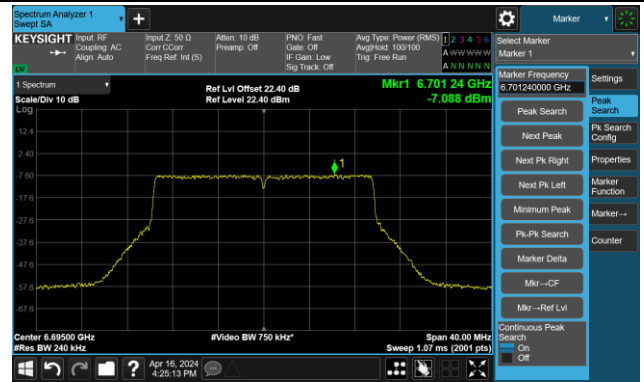 Spectrum Analyzer 1
Swept SA
Marker
KEYSIGHT
Input: RF
Coupling: AC
Align: Auto
Input Z: 50 Ω
Corr CCorr
Freq Ref: Int (S)
Atten: 10 dB
Preamp: Off
PNO: Fast
Gate: Off
IF Gain: Low
Sig Track: Off
Avg Type: Power (RMS)
Avg|Hold: 100/100
Trig: Free Run
1 2 3 4 5 6
A W W W W W
A N N N N N
1 Spectrum
Scale/Div 10 dB
Log
Ref Lvl Offset 22.40 dB
Ref Level 22.40 dBm
Mkr1 6.701 24 GHz
-7.088 dBm
12.4
2.40
-7.60
-17.6
-27.6
-37.6
-47.6
-57.6
-67.6
1
Center 6.69500 GHz
#Res BW 240 kHz
#Video BW 750 kHz*
Span 40.00 MHz
Sweep 1.07 ms (2001 pts)
Apr 16, 2024
4:25:13 PM
Select Marker
Marker 1
Marker Frequency
6.701240000 GHz
Peak Search
Next Peak
Next Pk Right
Next Pk Left
Minimum Peak
Pk-Pk Search
Marker Delta
Mkr→CF
Mkr→Ref Lvl
Continuous Peak
Search
On
Off
Settings
Peak
Search
Pk Search
Config
Properties
Marker
Function
Marker→
Counter